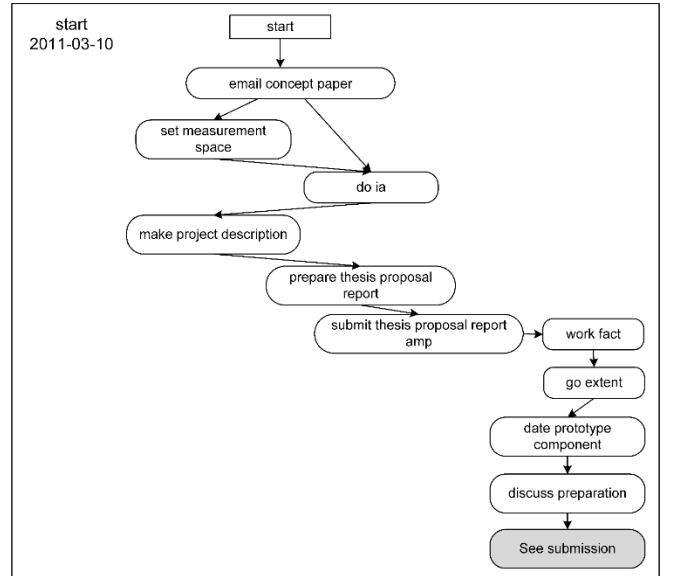 start
2011-03-10
start
email concept paper
set measurement
space
do ia
make project description
prepare thesis proposal
report
submit thesis proposal report
amp
work fact
go extent
date prototype
component
discuss preparation
See submission